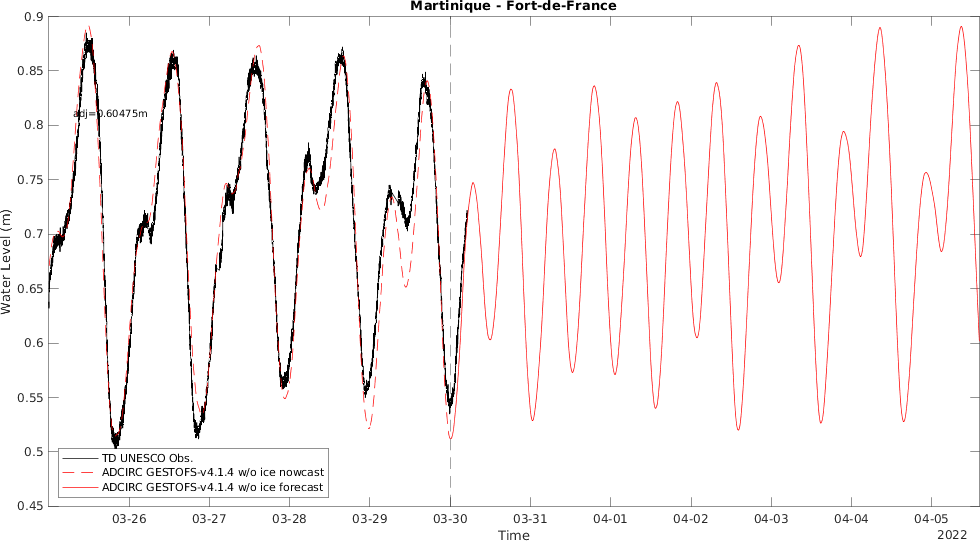 Martinique - Fort-de-France
0.9
0.85
0.8
0.75
0.7
0.65
0.6
0.55
0.5
0.45
Water Level (m)
adj=0.60475m
TD UNESCO Obs.
ADCIRC GESTOFS-v4.1.4 w/o ice nowcast
ADCIRC GESTOFS-v4.1.4 w/o ice forecast
03-26 03-27 03-28 03-29 03-30 03-31 04-01 04-02 04-03 04-04 04-05
Time
2022